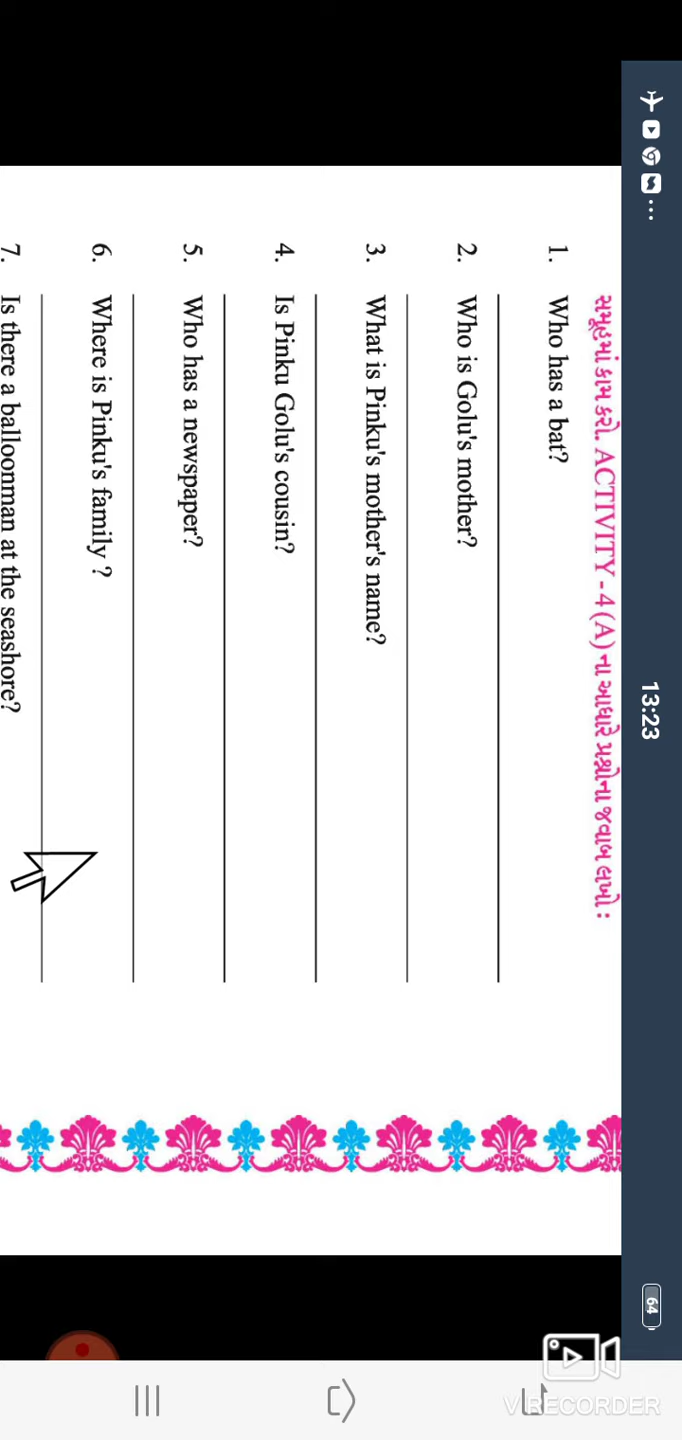 13:23
64
સમૂહમાં કામ કરો. ACTIVITY - 4 (A) ના આધારે પ્રશ્નોના જવાબ લખો :
1. Who has a bat?
2. Who is Golu's mother?
3. What is Pinku's mother's name?
4. Is Pinku Golu's cousin?
5. Who has a newspaper?
6. Where is Pinku's family ?
7. Is there a balloonman at the seashore?
V RECORDER